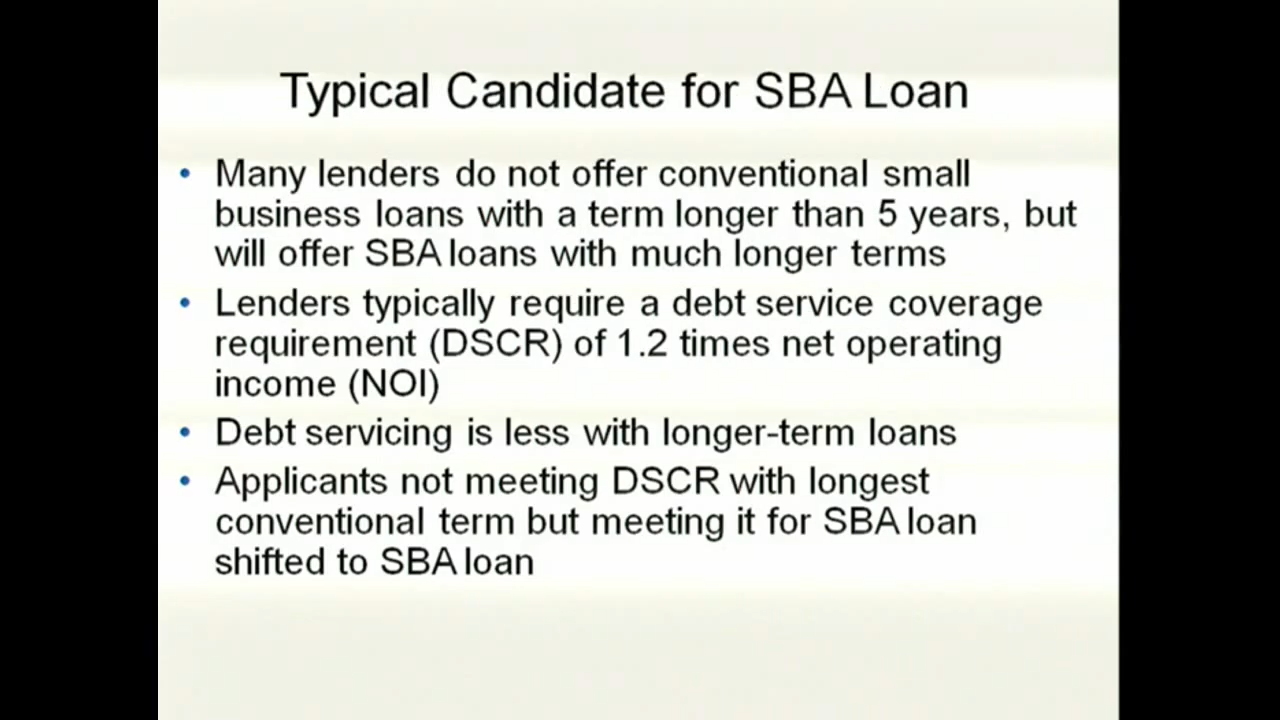 Typical Candidate for SBA Loan
• Many lenders do not offer conventional small
business loans with a term longer than 5 years, but
will offer SBA loans with much longer terms
• Lenders typically require a debt service coverage
requirement (DSCR) of 1.2 times net operating
income (NOI)
• Debt servicing is less with longer-term loans
• Applicants not meeting DSCR with longest
conventional term but meeting it for SBA loan
shifted to SBA loan